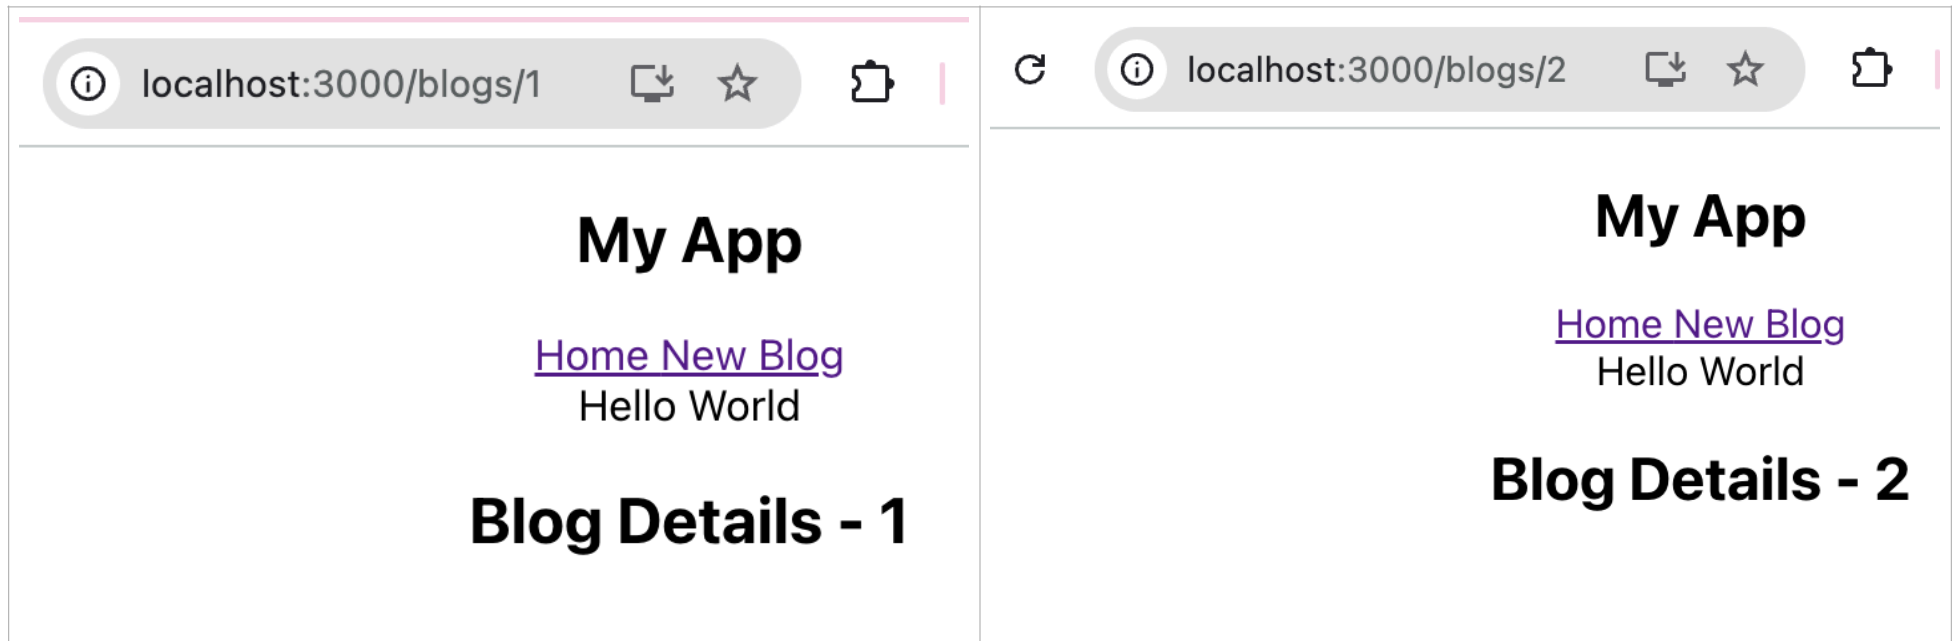 localhost:3000/blogs/1
My App
Home New Blog
Hello World
Blog Details - 1
localhost:3000/blogs/2
My App
Home New Blog
Hello World
Blog Details - 2